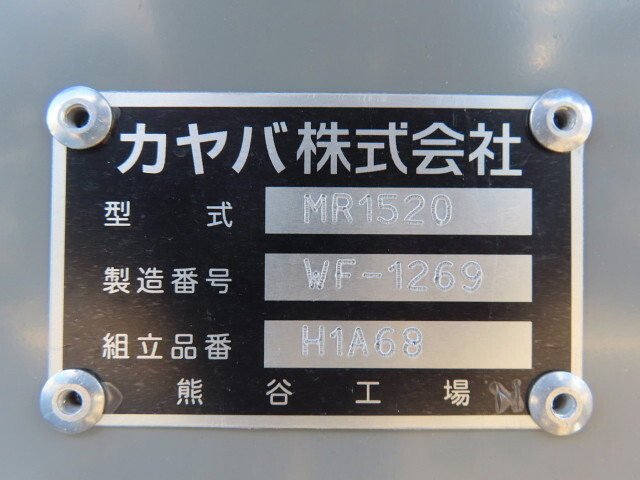 カヤバ株式会社
型式 MR1520
製造番号 WF-1269
組立品番 H1A68
熊谷工場